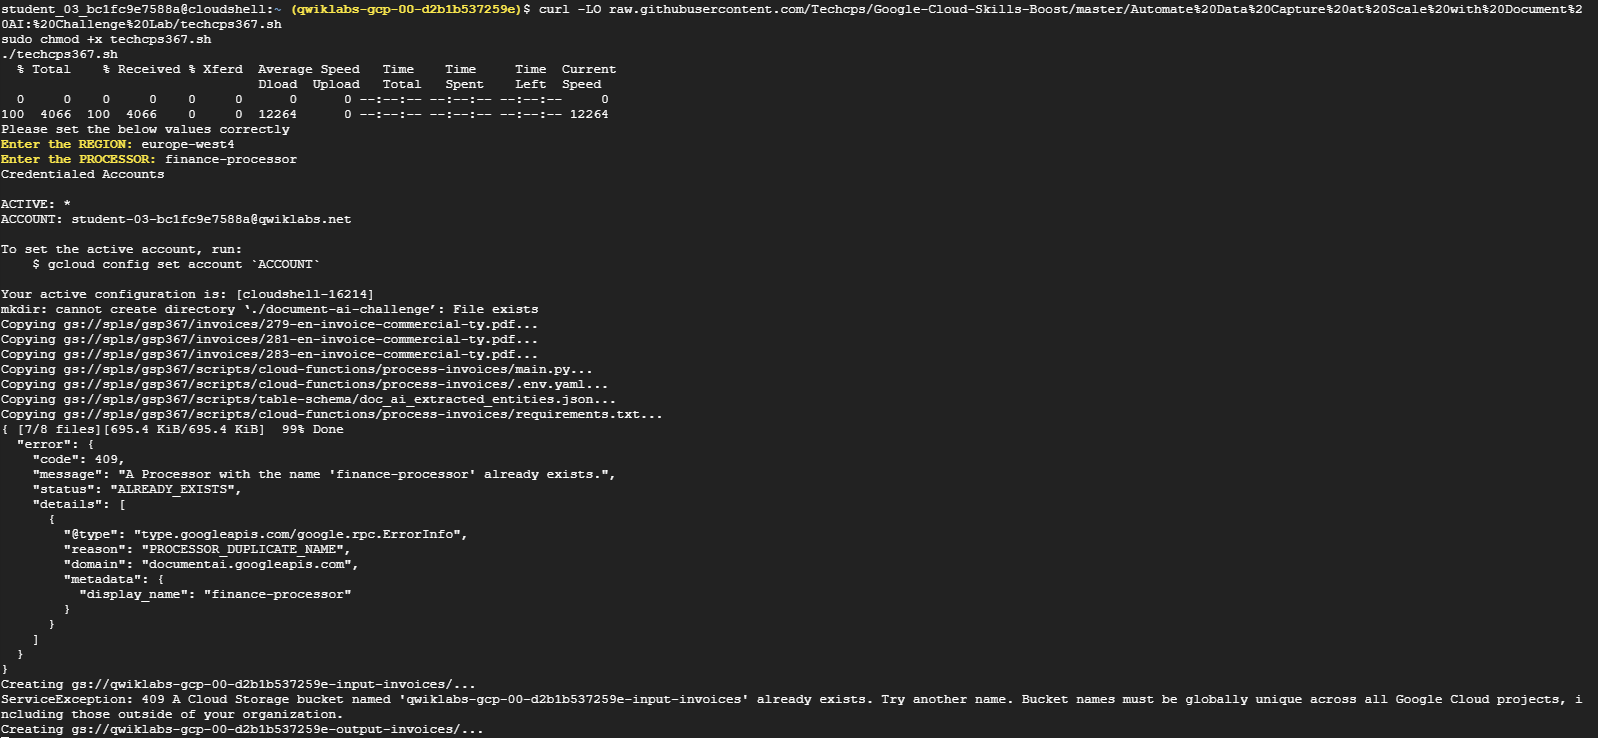 student_03_bc1fc9e7588a@cloudshell:~ (qwiklabs-gcp-00-d2b1b537259e)$ curl -LO raw.githubusercontent.com/Techcps/Google-Cloud-Skills-Boost/master/Automate%20Data%20Capture%20at%20Scale%20with%20Document%2
0AI:%20Challenge%20Lab/techcps367.sh
sudo chmod +x techcps367.sh
./techcps367.sh
  % Total    % Received % Xferd  Average Speed   Time    Time     Time  Current
                                 Dload  Upload   Total   Spent    Left  Speed
  0     0    0     0    0     0      0      0 --:--:-- --:--:-- --:--:--     0
100  4066  100  4066    0     0  12264      0 --:--:-- --:--:-- --:--:-- 12264
Please set the below values correctly
Enter the REGION: europe-west4
Enter the PROCESSOR: finance-processor
Credentialed Accounts
ACTIVE: *
ACCOUNT: student-03-bc1fc9e7588a@qwiklabs.net
To set the active account, run:
    $ gcloud config set account `ACCOUNT`
Your active configuration is: [cloudshell-16214]
mkdir: cannot create directory ‘./document-ai-challenge’: File exists
Copying gs://spls/gsp367/invoices/279-en-invoice-commercial-ty.pdf...
Copying gs://spls/gsp367/invoices/281-en-invoice-commercial-ty.pdf...
Copying gs://spls/gsp367/invoices/283-en-invoice-commercial-ty.pdf...
Copying gs://spls/gsp367/scripts/cloud-functions/process-invoices/main.py...
Copying gs://spls/gsp367/scripts/cloud-functions/process-invoices/.env.yaml...
Copying gs://spls/gsp367/scripts/table-schema/doc_ai_extracted_entities.json...
Copying gs://spls/gsp367/scripts/cloud-functions/process-invoices/requirements.txt...
{ [7/8 files][695.4 KiB/695.4 KiB]  99% Done
  "error": {
    "code": 409,
    "message": "A Processor with the name 'finance-processor' already exists.",
    "status": "ALREADY_EXISTS",
    "details": [
      {
        "@type": "type.googleapis.com/google.rpc.ErrorInfo",
        "reason": "PROCESSOR_DUPLICATE_NAME",
        "domain": "documentai.googleapis.com",
        "metadata": {
          "display_name": "finance-processor"
        }
      }
    ]
  }
}
Creating gs://qwiklabs-gcp-00-d2b1b537259e-input-invoices/...
ServiceException: 409 A Cloud Storage bucket named 'qwiklabs-gcp-00-d2b1b537259e-input-invoices' already exists. Try another name. Bucket names must be globally unique across all Google Cloud projects, i
ncluding those outside of your organization.
Creating gs://qwiklabs-gcp-00-d2b1b537259e-output-invoices/...